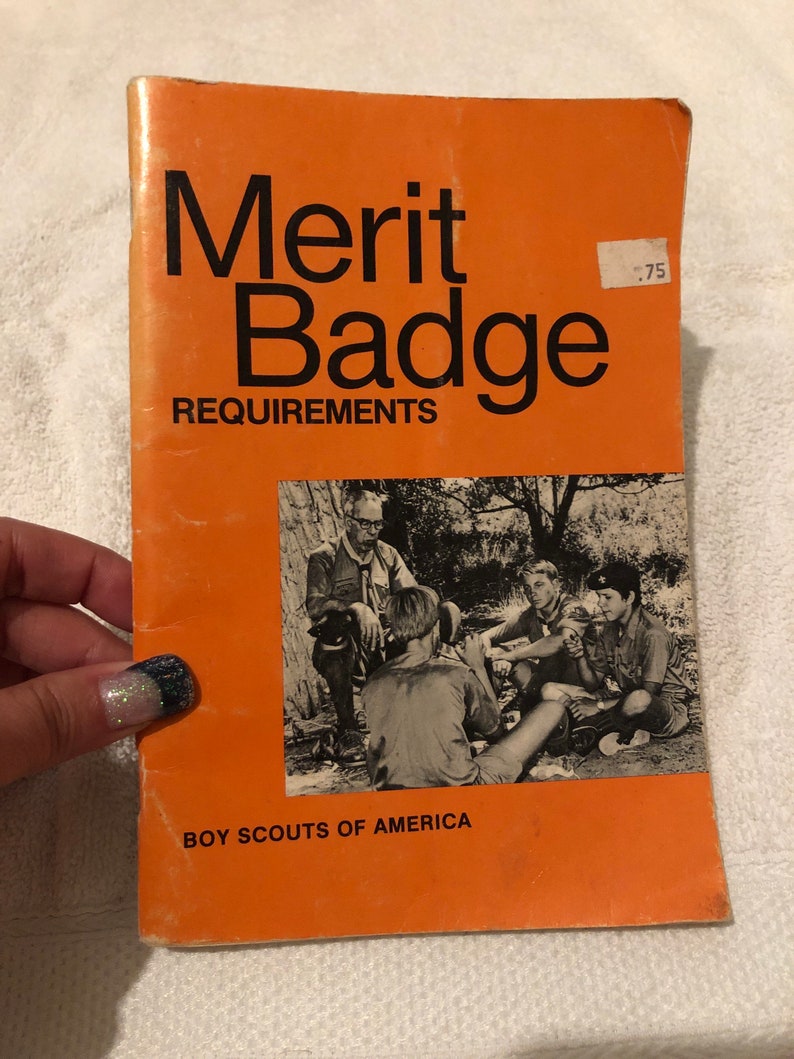 Merit
.75
Badge
REQUIREMENTS
BOY SCOUTS OF AMERICA